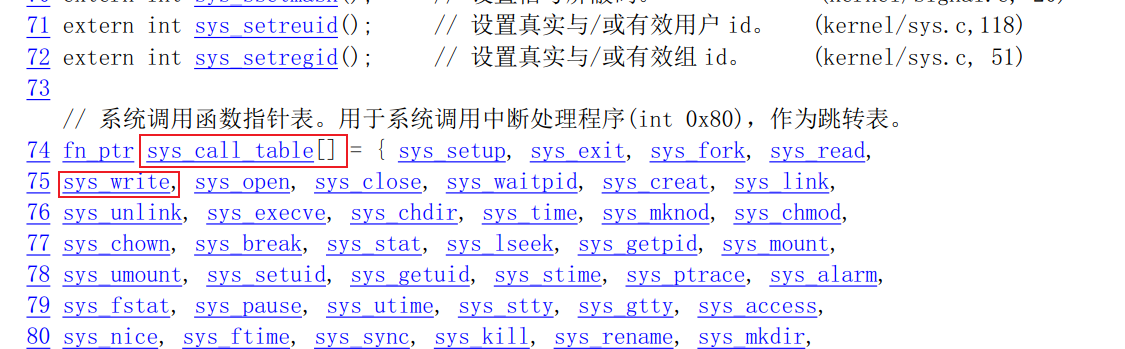 71 extern int sys_setreuid(); // 设置真实与/或有效用户 id。 (kernel/sys.c,118)
72 extern int sys_setregid(); // 设置真实与/或有效组 id。 (kernel/sys.c, 51)
73
// 系统调用函数指针表。用于系统调用中断处理程序(int 0x80)，作为跳转表。
74 fn_ptr sys_call_table[] = { sys_setup, sys_exit, sys_fork, sys_read,
75 sys_write, sys_open, sys_close, sys_waitpid, sys_creat, sys_link,
76 sys_unlink, sys_execve, sys_chdir, sys_time, sys_mknod, sys_chmod,
77 sys_chown, sys_break, sys_stat, sys_lseek, sys_getpid, sys_mount,
78 sys_umount, sys_setuid, sys_getuid, sys_stime, sys_ptrace, sys_alarm,
79 sys_fstat, sys_pause, sys_utime, sys_stty, sys_gtty, sys_access,
80 sys_nice, sys_ftime, sys_sync, sys_kill, sys_rename, sys_mkdir,